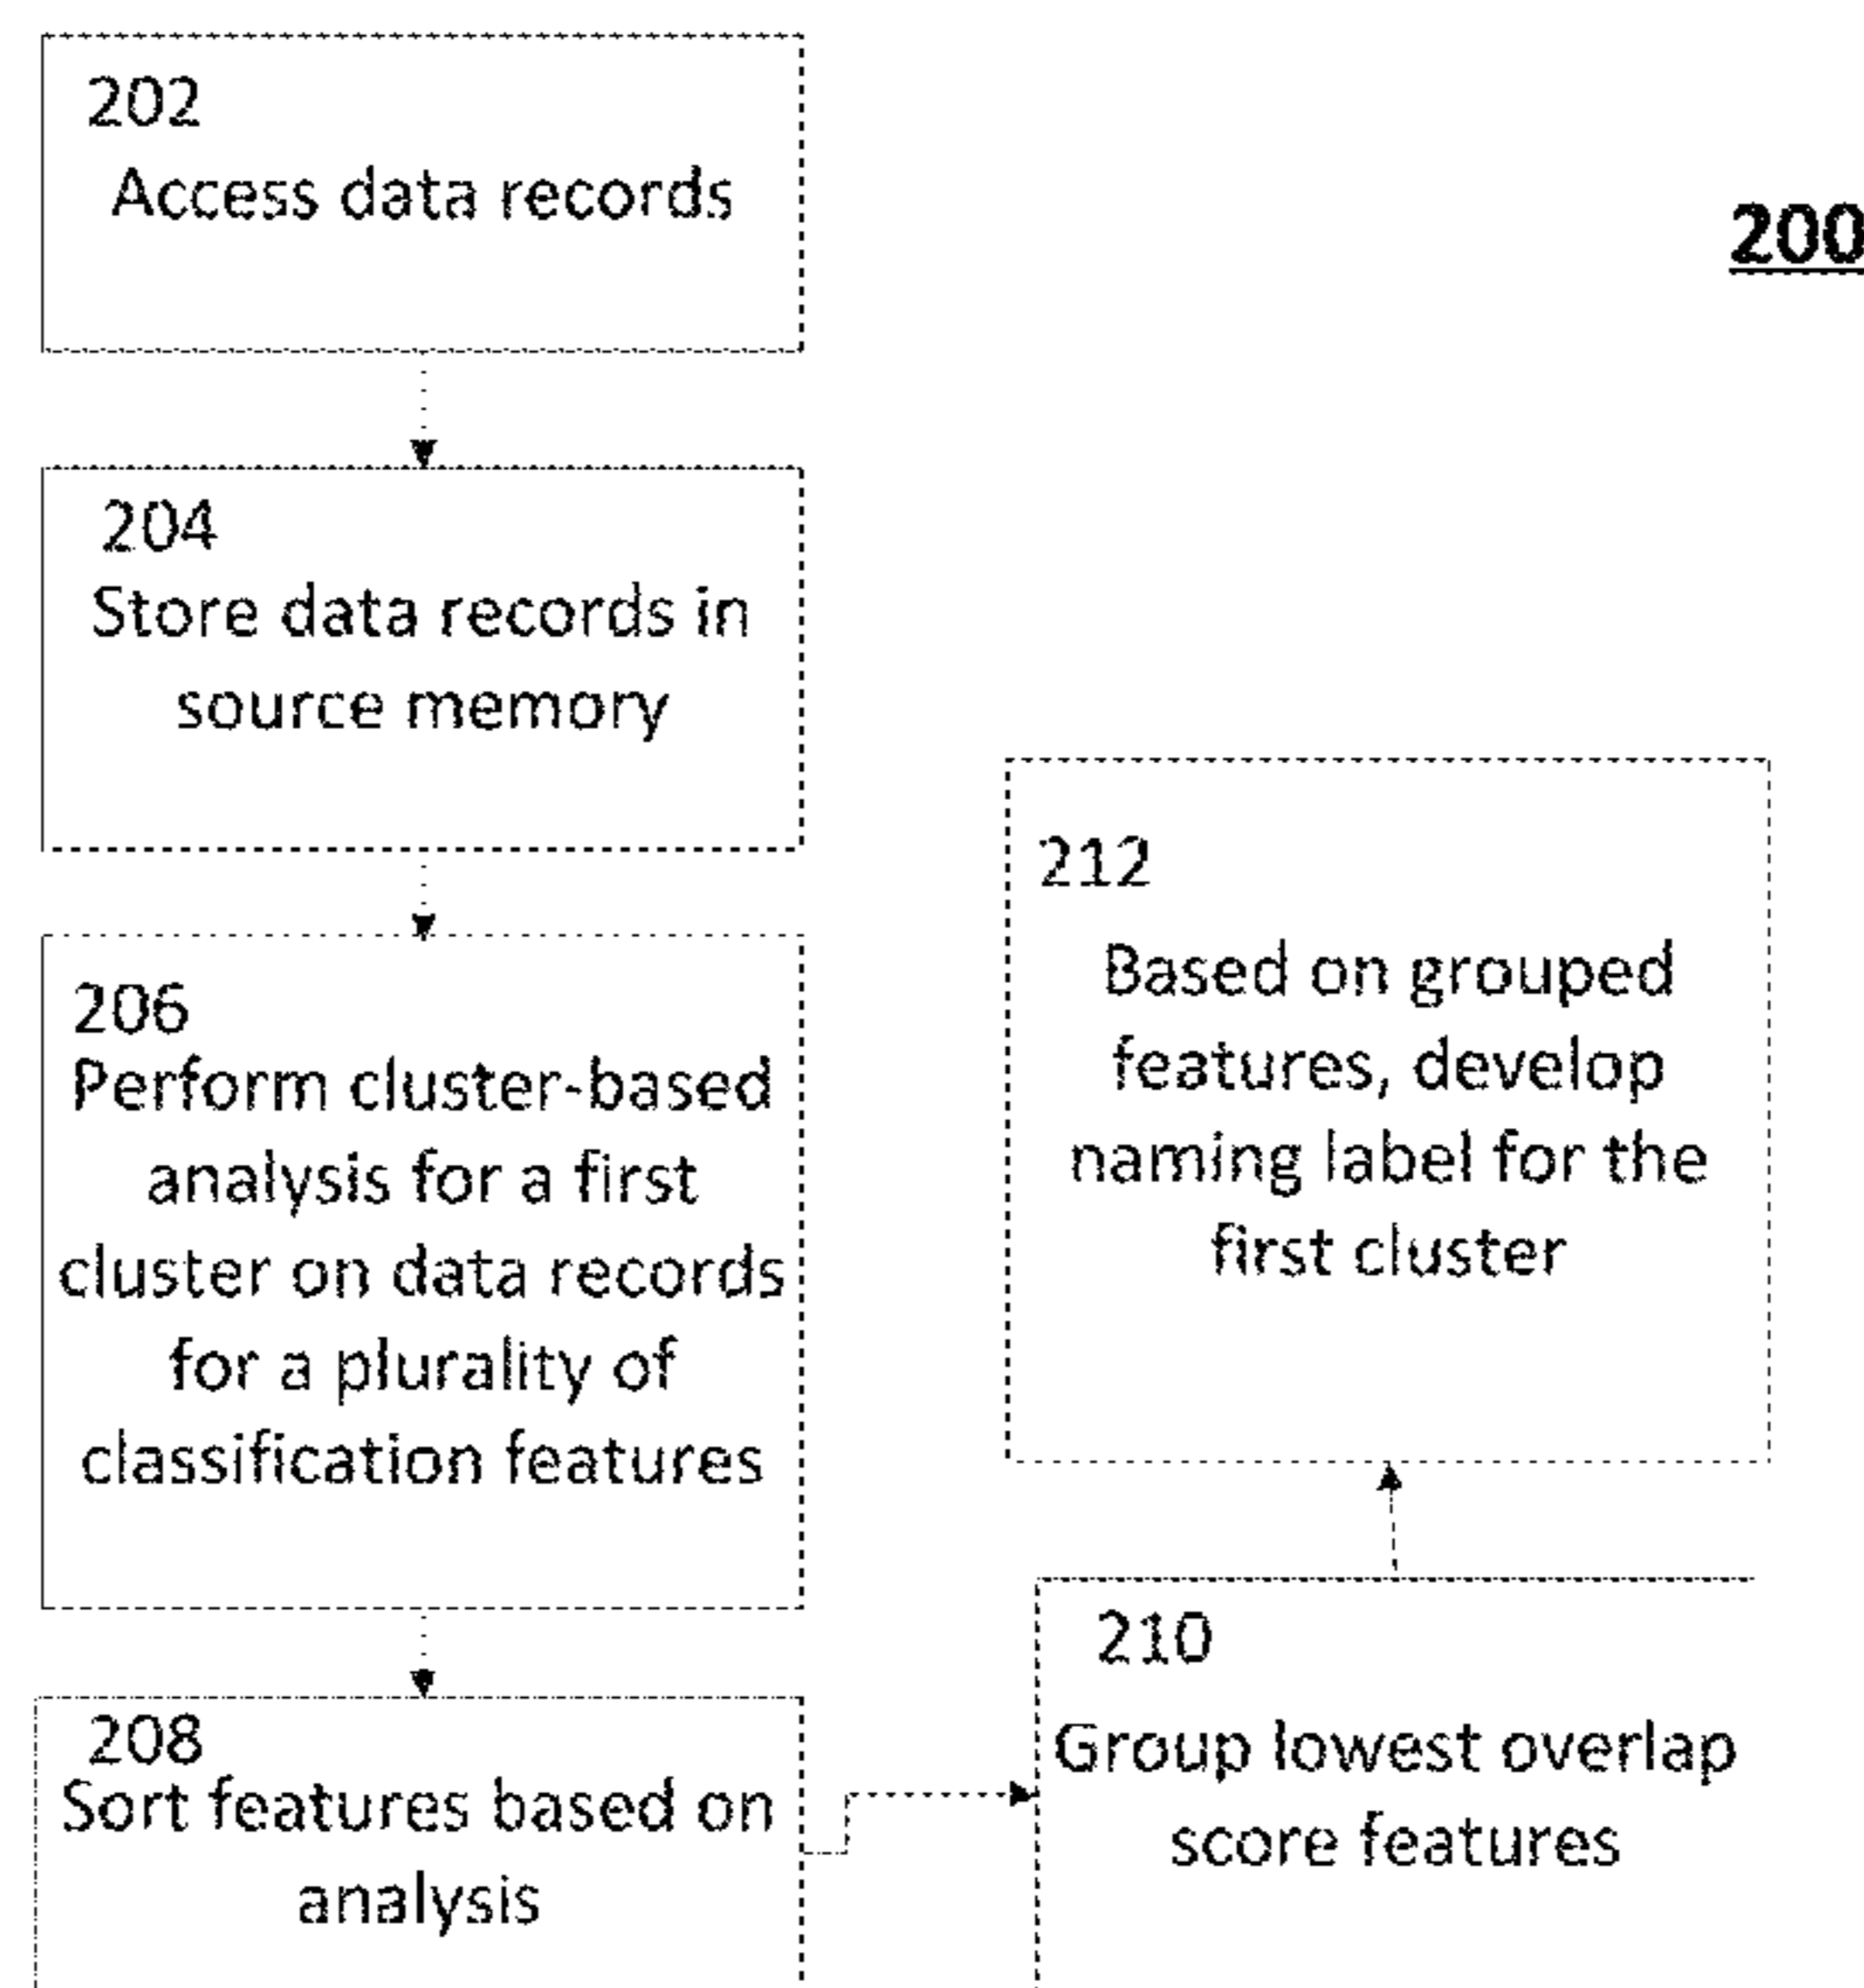 202
Access data records
200
204
Store data records in
source memory
206
Perform cluster-based
analysis for a first
cluster on data records
for a plurality of
classification features
208
Sort features based on
analysis
210
Group lowest overlap
score features
212
Based on grouped
features, develop
naming label for the
first cluster